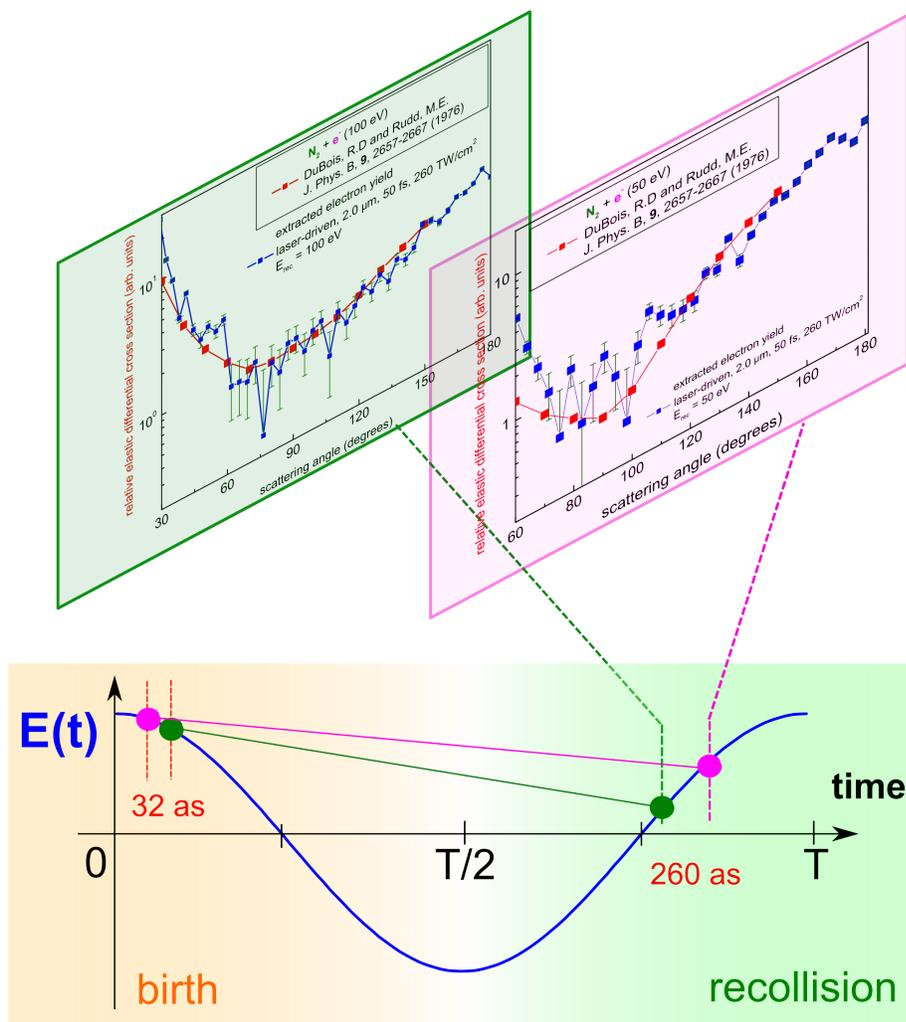 N₂ + e⁻ (100 eV)
DuBois, R.D and Rudd, M.E.
J. Phys. B, 9, 2657-2667 (1976)
extracted electron yield
laser-driven, 2.0 µm, 50 fs, 260 TW/cm²
E_rec = 100 eV
relative elastic differential cross section (arb. units)
10¹
10⁰
30
60
90
120
150
180
scattering angle (degrees)
N₂ + e⁻ (50 eV)
DuBois, R.D and Rudd, M.E.
J. Phys. B, 9, 2657-2667 (1976)
extracted electron yield
laser-driven, 2.0 µm, 50 fs, 260 TW/cm²
E_rec = 50 eV
relative elastic differential cross section (arb. units)
10
1
60
80
100
120
140
160
180
scattering angle (degrees)
E(t)
32 as
time
0
T/2
260 as
T
birth
recollision